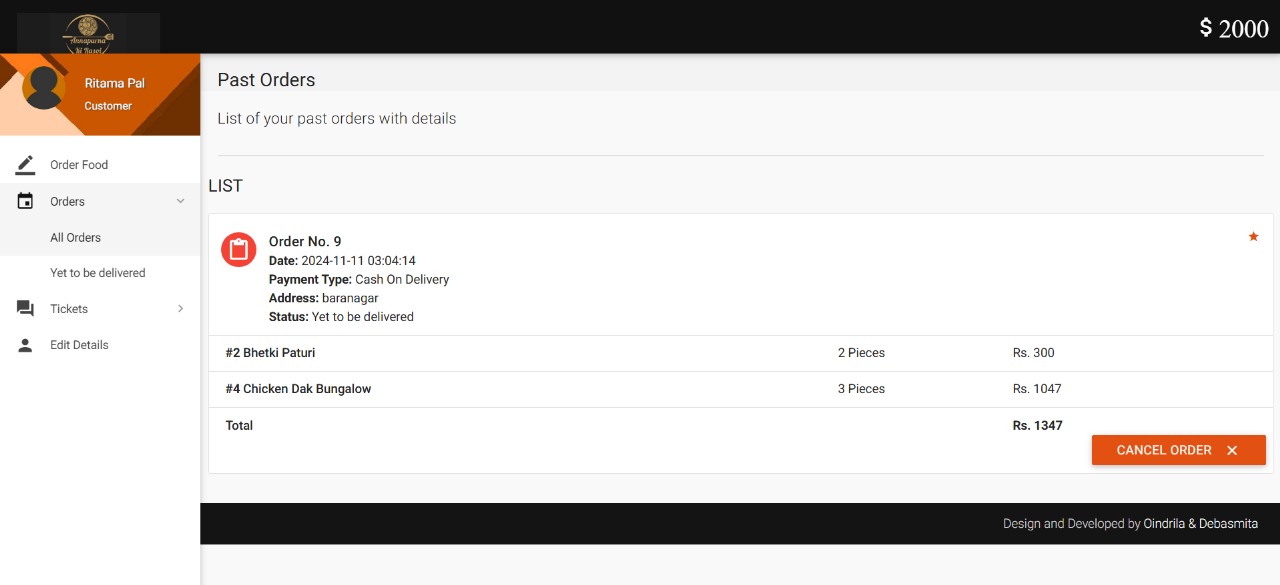 Annapurna
Ki Rasoi
$ 2000
Ritama Pal
Customer
Order Food
Orders
All Orders
Yet to be delivered
Tickets
Edit Details
Past Orders
List of your past orders with details
LIST
Order No. 9
Date: 2024-11-11 03:04:14
Payment Type: Cash On Delivery
Address: baranagar
Status: Yet to be delivered
#2 Bhetki Paturi 2 Pieces Rs. 300
#4 Chicken Dak Bungalow 3 Pieces Rs. 1047
Total Rs. 1347
CANCEL ORDER
Design and Developed by Oindrila & Debasmita